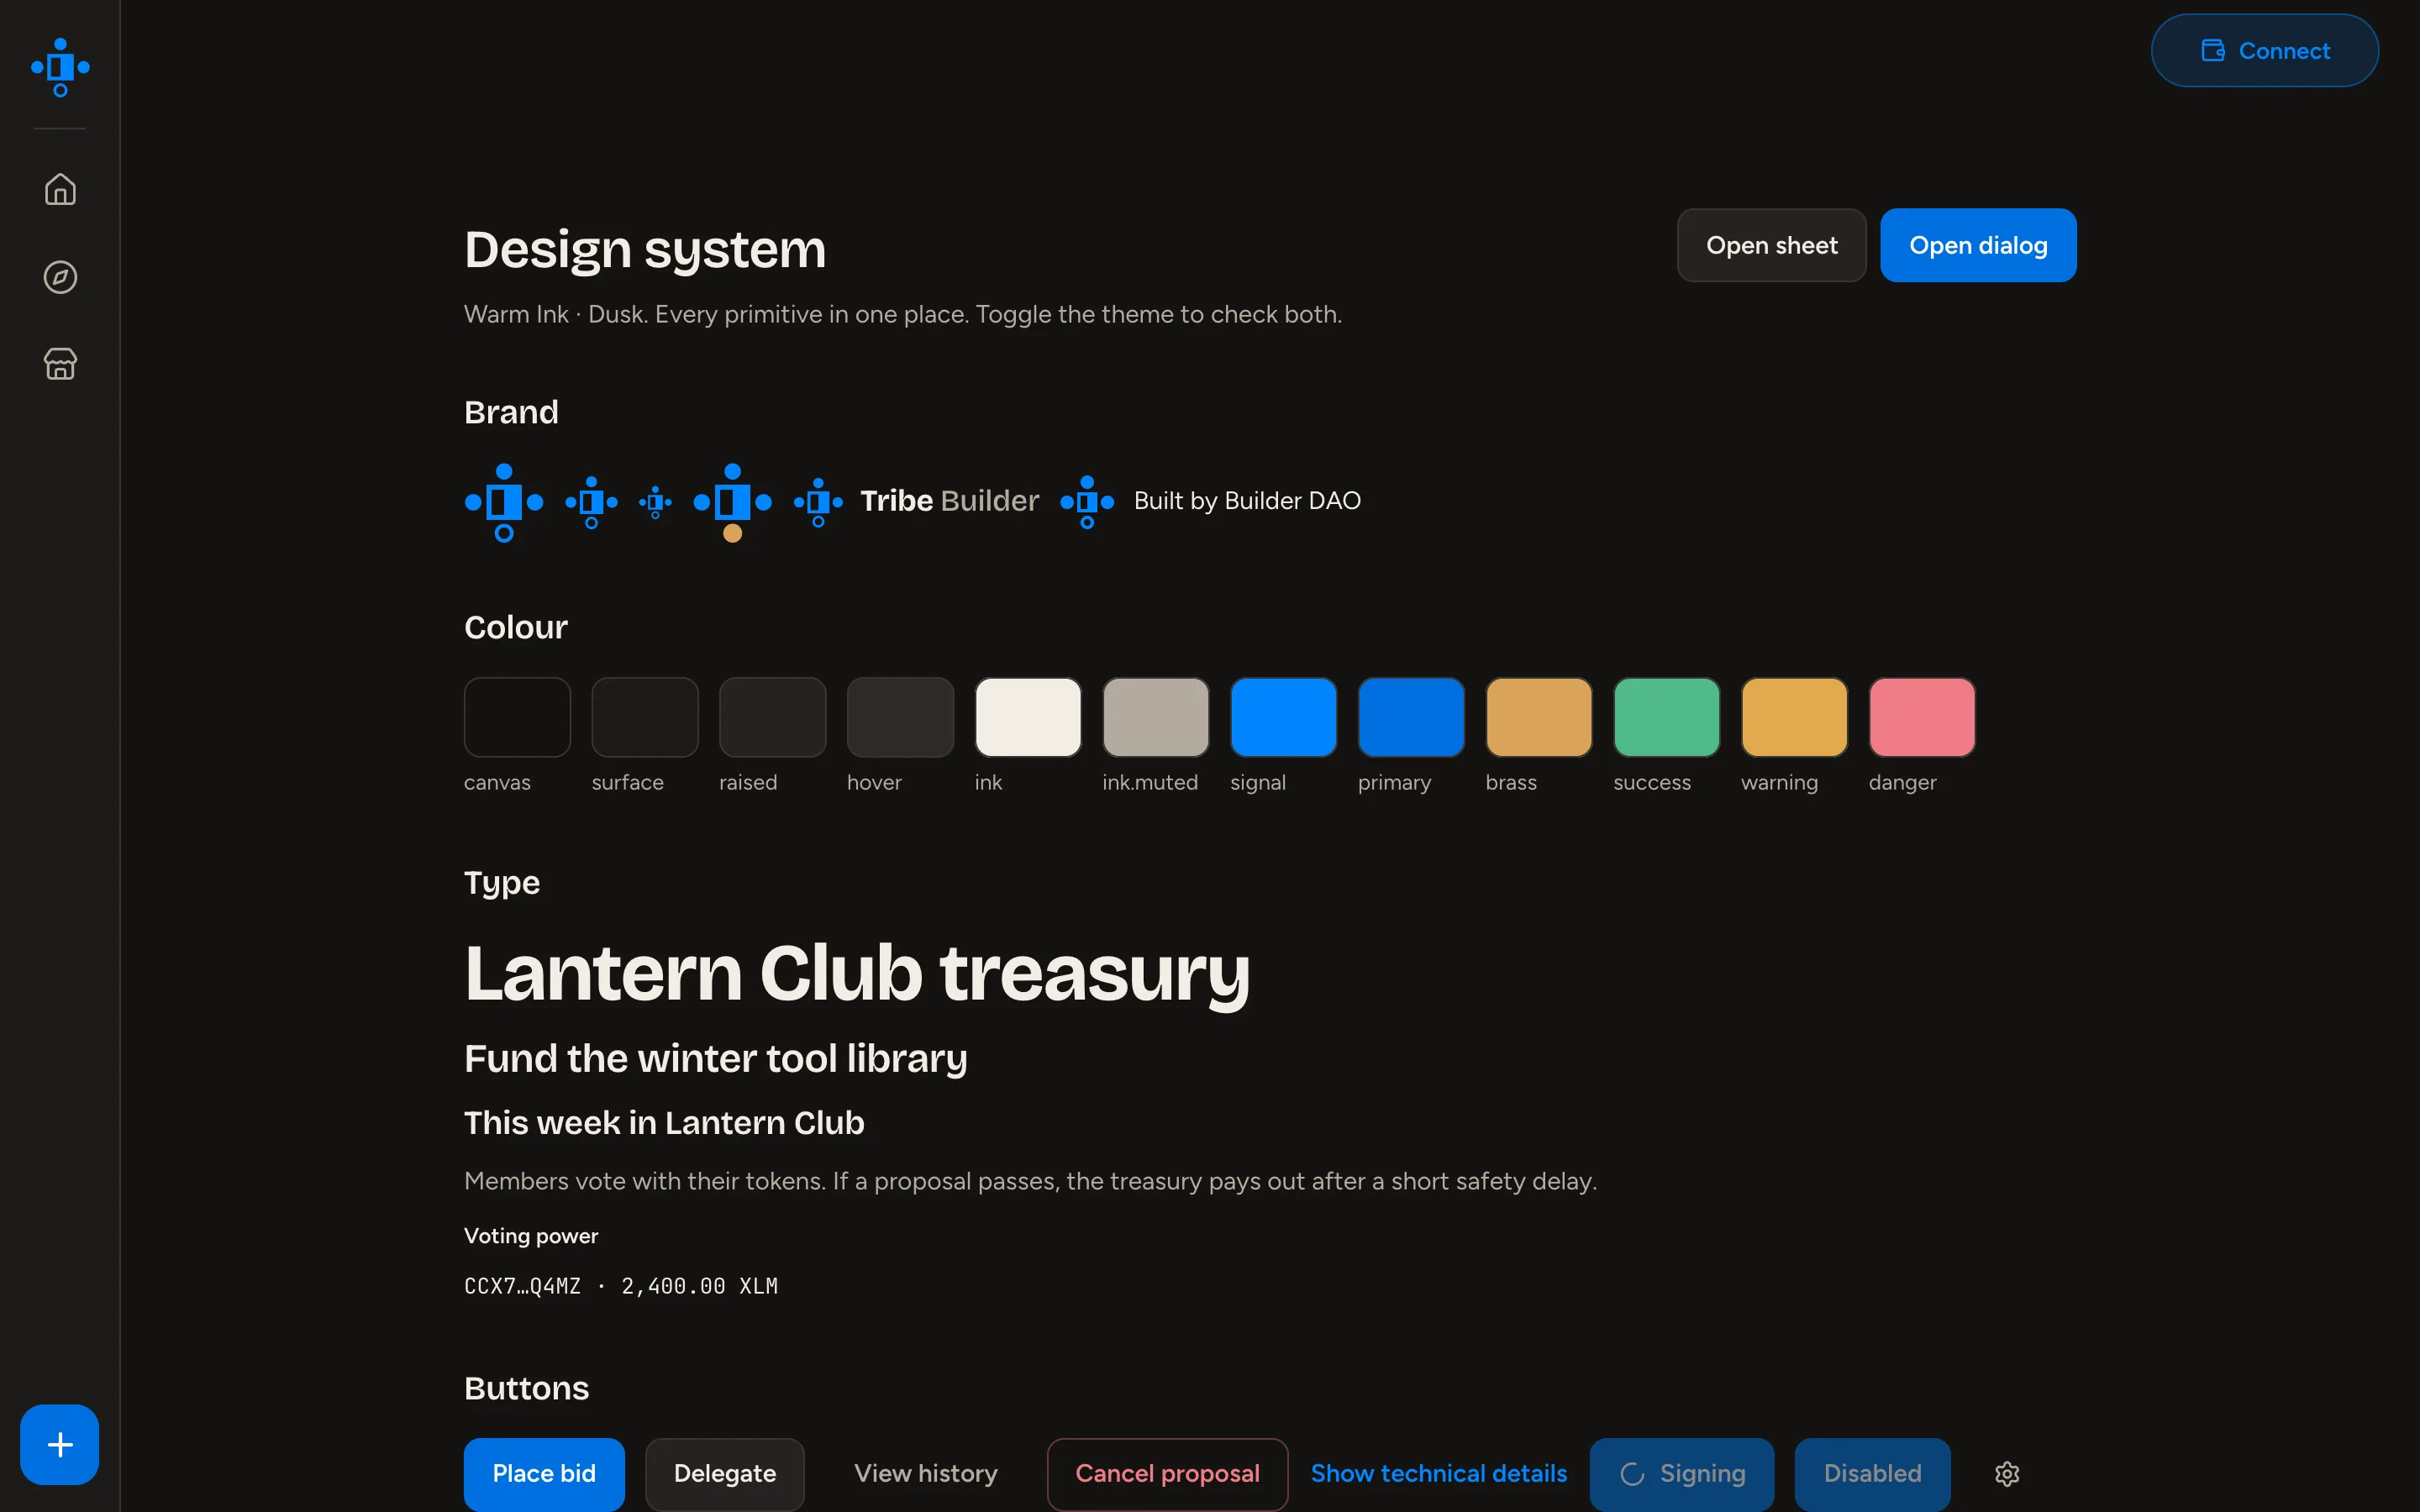 Connect
Design system
Open sheet
Open dialog
Warm Ink · Dusk. Every primitive in one place. Toggle the theme to check both.
Brand
Tribe Builder
Built by Builder DAO
Colour
canvas
surface
raised
hover
ink
ink.muted
signal
primary
brass
success
warning
danger
Type
Lantern Club treasury
Fund the winter tool library
This week in Lantern Club
Members vote with their tokens. If a proposal passes, the treasury pays out after a short safety delay.
Voting power
CCX7…Q4MZ · 2,400.00 XLM
Buttons
Place bid
Delegate
View history
Cancel proposal
Show technical details
Signing
Disabled